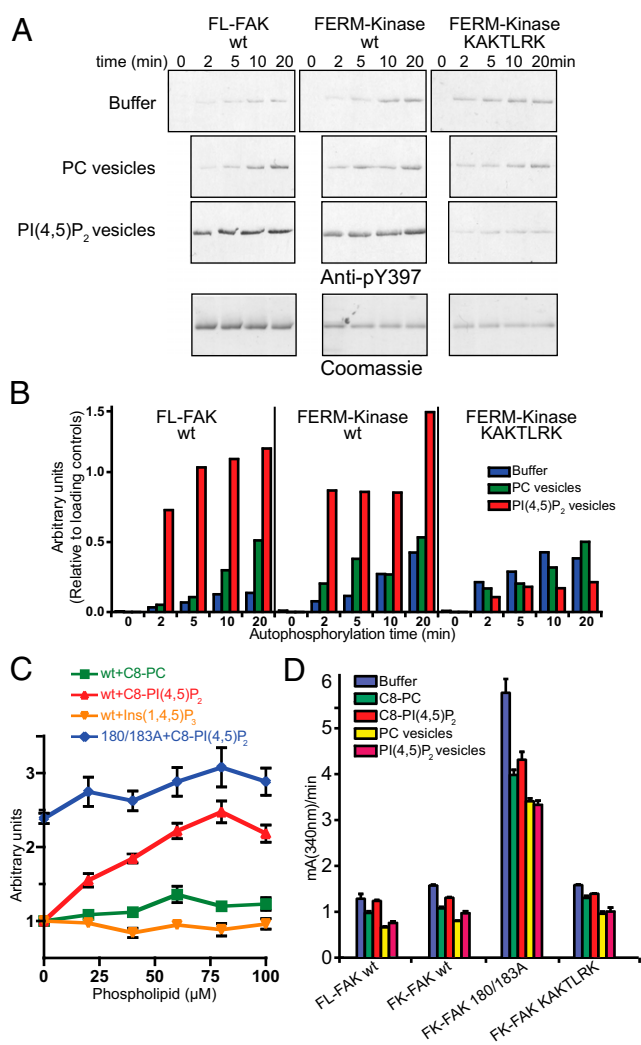 A
FL-FAK wt
FERM-Kinase wt
FERM-Kinase KAKTLRK
time (min) 0 2 5 10 20 0 2 5 10 20 0 2 5 10 20min
Buffer
PC vesicles
PI(4,5)P2 vesicles
Anti-pY397
Coomassie
B
FL-FAK wt
FERM-Kinase wt
FERM-Kinase KAKTLRK
Buffer
PC vesicles
PI(4,5)P2 vesicles
Arbitrary units
(Relative to loading controls)
1.5
1.0
0.5
0.0
0 2 5 10 20 0 2 5 10 20 0 2 5 10 20
Autophosphorylation time (min)
C
wt+C8-PC
wt+C8-PI(4,5)P2
wt+Ins(1,4,5)P3
180/183A+C8-PI(4,5)P2
Arbitrary units
3
2
1
0 25 50 75 100
Phospholipid (μM)
D
Buffer
C8-PC
C8-PI(4,5)P2
PC vesicles
PI(4,5)P2 vesicles
mA(340nm)/min
6
5
4
3
2
1
0
FL-FAK wt
FK-FAK wt
FK-FAK 180/183A
FK-FAK KAKTLRK